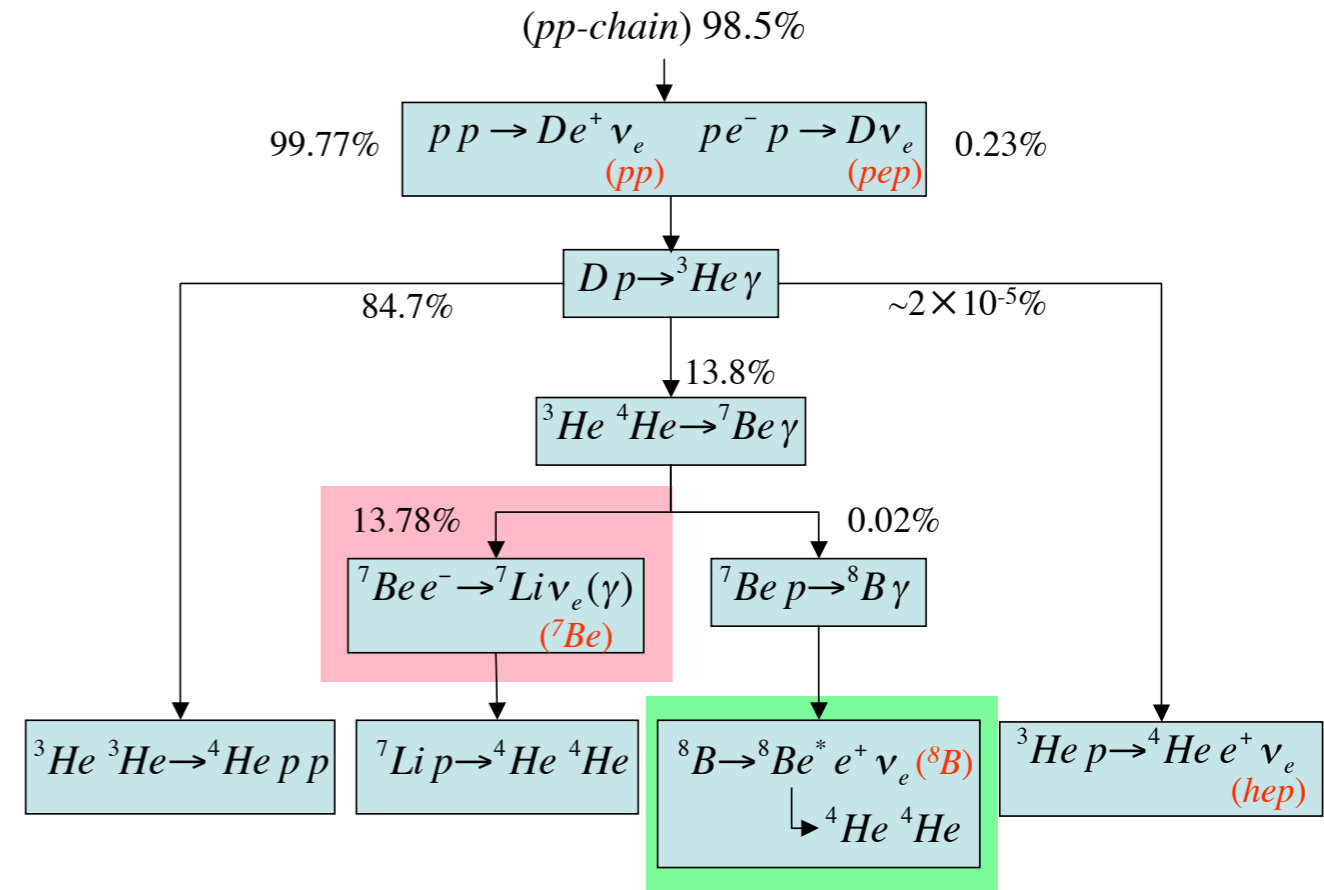 (pp-chain) 98.5%
99.77% p p → D e⁺ νₑ p e⁻ p → D νₑ 0.23%
(pp) (pep)
D p → ³He γ
84.7% ~2×10⁻⁵%
13.8%
³He ⁴He → ⁷Be γ
13.78% 0.02%
⁷Be e⁻ → ⁷Li νₑ (γ) ⁷Be p → ⁸B γ
(⁷Be)
³He ³He → ⁴He p p ⁷Li p → ⁴He ⁴He ⁸B → ⁸Be* e⁺ νₑ (⁸B) ³He p → ⁴He e⁺ νₑ
(hep)
⁴He ⁴He